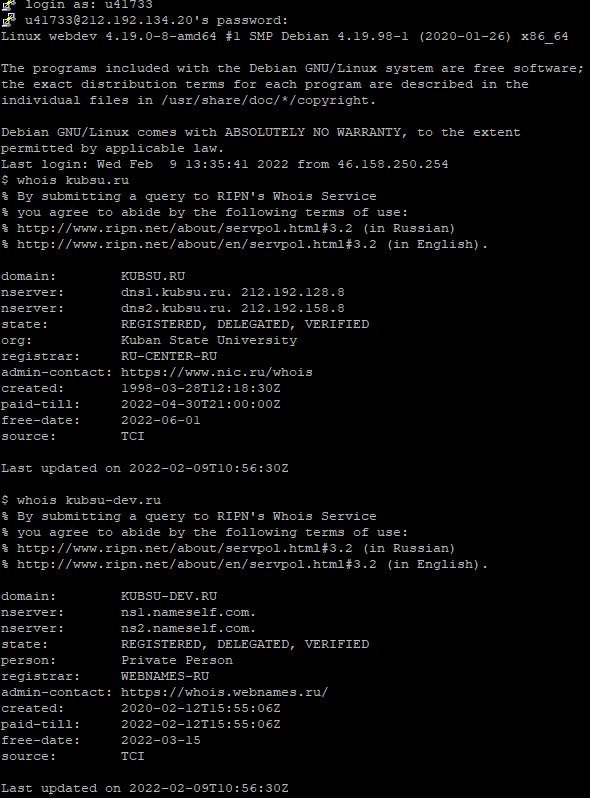 login as: u41733
u41733@212.192.134.20's password:
Linux webdev 4.19.0-8-amd64 #1 SMP Debian 4.19.98-1 (2020-01-26) x86_64
The programs included with the Debian GNU/Linux system are free software;
the exact distribution terms for each program are described in the
individual files in /usr/share/doc/*/copyright.
Debian GNU/Linux comes with ABSOLUTELY NO WARRANTY, to the extent
permitted by applicable law.
Last login: Wed Feb  9 13:35:41 2022 from 46.158.250.254
$ whois kubsu.ru
% By submitting a query to RIPN's Whois Service
% you agree to abide by the following terms of use:
% http://www.ripn.net/about/servpol.html#3.2 (in Russian)
% http://www.ripn.net/about/en/servpol.html#3.2 (in English).
domain:        KUBSU.RU
nserver:       dns1.kubsu.ru. 212.192.128.8
nserver:       dns2.kubsu.ru. 212.192.158.8
state:         REGISTERED, DELEGATED, VERIFIED
org:           Kuban State University
registrar:     RU-CENTER-RU
admin-contact: https://www.nic.ru/whois
created:       1998-03-28T12:18:30Z
paid-till:     2022-04-30T21:00:00Z
free-date:     2022-06-01
source:        TCI
Last updated on 2022-02-09T10:56:30Z
$ whois kubsu-dev.ru
% By submitting a query to RIPN's Whois Service
% you agree to abide by the following terms of use:
% http://www.ripn.net/about/servpol.html#3.2 (in Russian)
% http://www.ripn.net/about/en/servpol.html#3.2 (in English).
domain:        KUBSU-DEV.RU
nserver:       ns1.nameself.com.
nserver:       ns2.nameself.com.
state:         REGISTERED, DELEGATED, VERIFIED
person:        Private Person
registrar:     WEBNAMES-RU
admin-contact: https://whois.webnames.ru/
created:       2020-02-12T15:55:06Z
paid-till:     2022-02-12T15:55:06Z
free-date:     2022-03-15
source:        TCI
Last updated on 2022-02-09T10:56:30Z